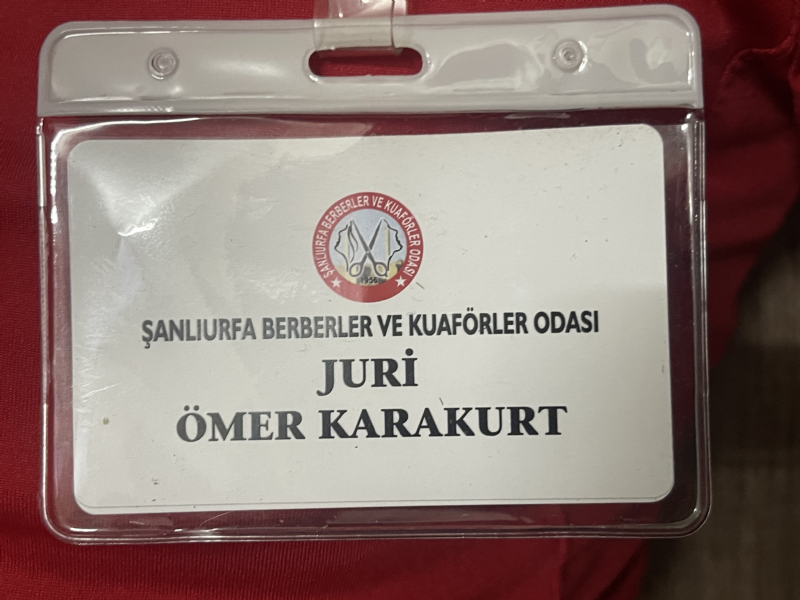 ŞANLIURFA BERBERLER VE KUAFÖRLER ODASI
1956
ŞANLIURFA BERBERLER VE KUAFÖRLER ODASI
JURİ
ÖMER KARAKURT